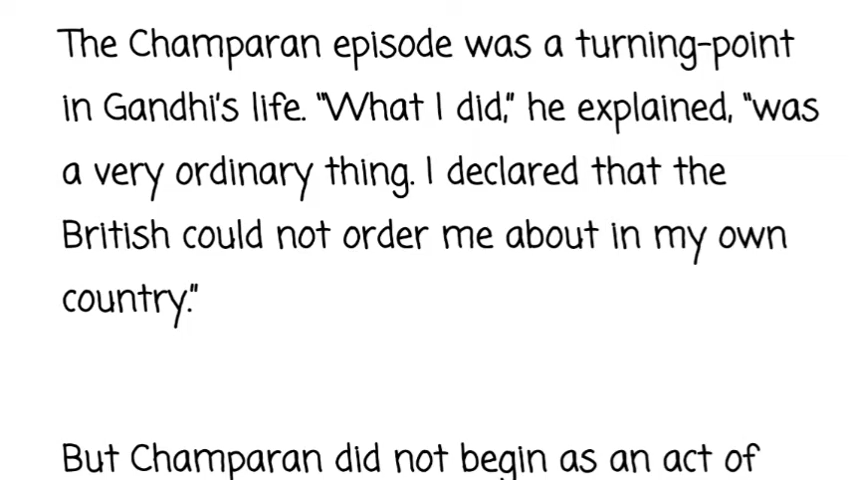 The Champaran episode was a turning-point
in Gandhi's life. "What I did," he explained, "was
a very ordinary thing. I declared that the
British could not order me about in my own
country."
But Champaran did not begin as an act of